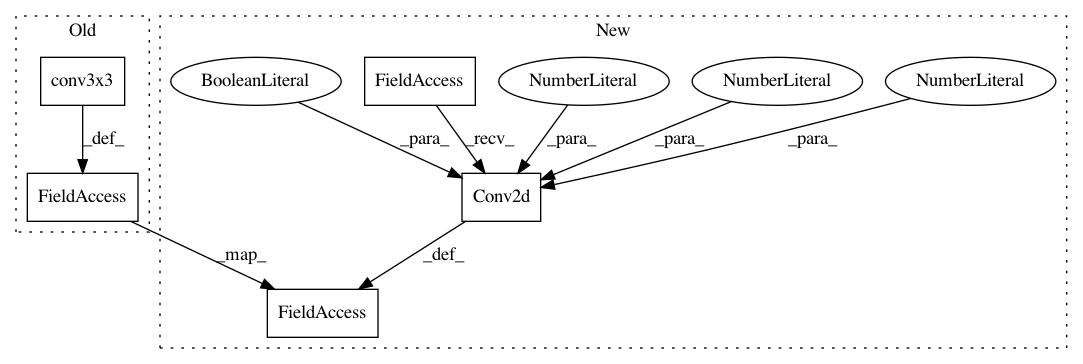 Old
New
conv3x3
BooleanLiteral
FieldAccess
NumberLiteral
NumberLiteral
NumberLiteral
_def_
_para_
_recv_
_para_
_para_
_para_
FieldAccess
Conv2d
_map_
_def_
FieldAccess